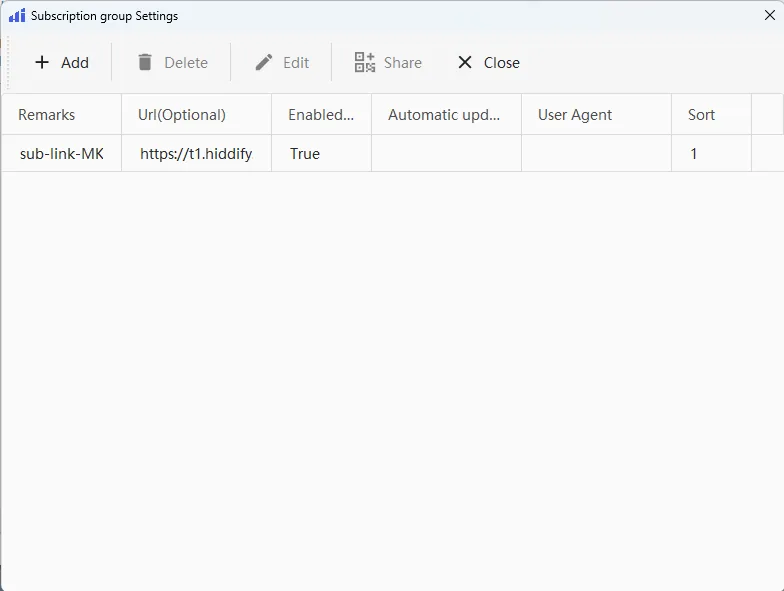 Subscription group Settings
Add Delete Edit Share Close
Remarks Url(Optional) Enabled... Automatic upd... User Agent Sort
sub-link-MK https://t1.hiddify True 1